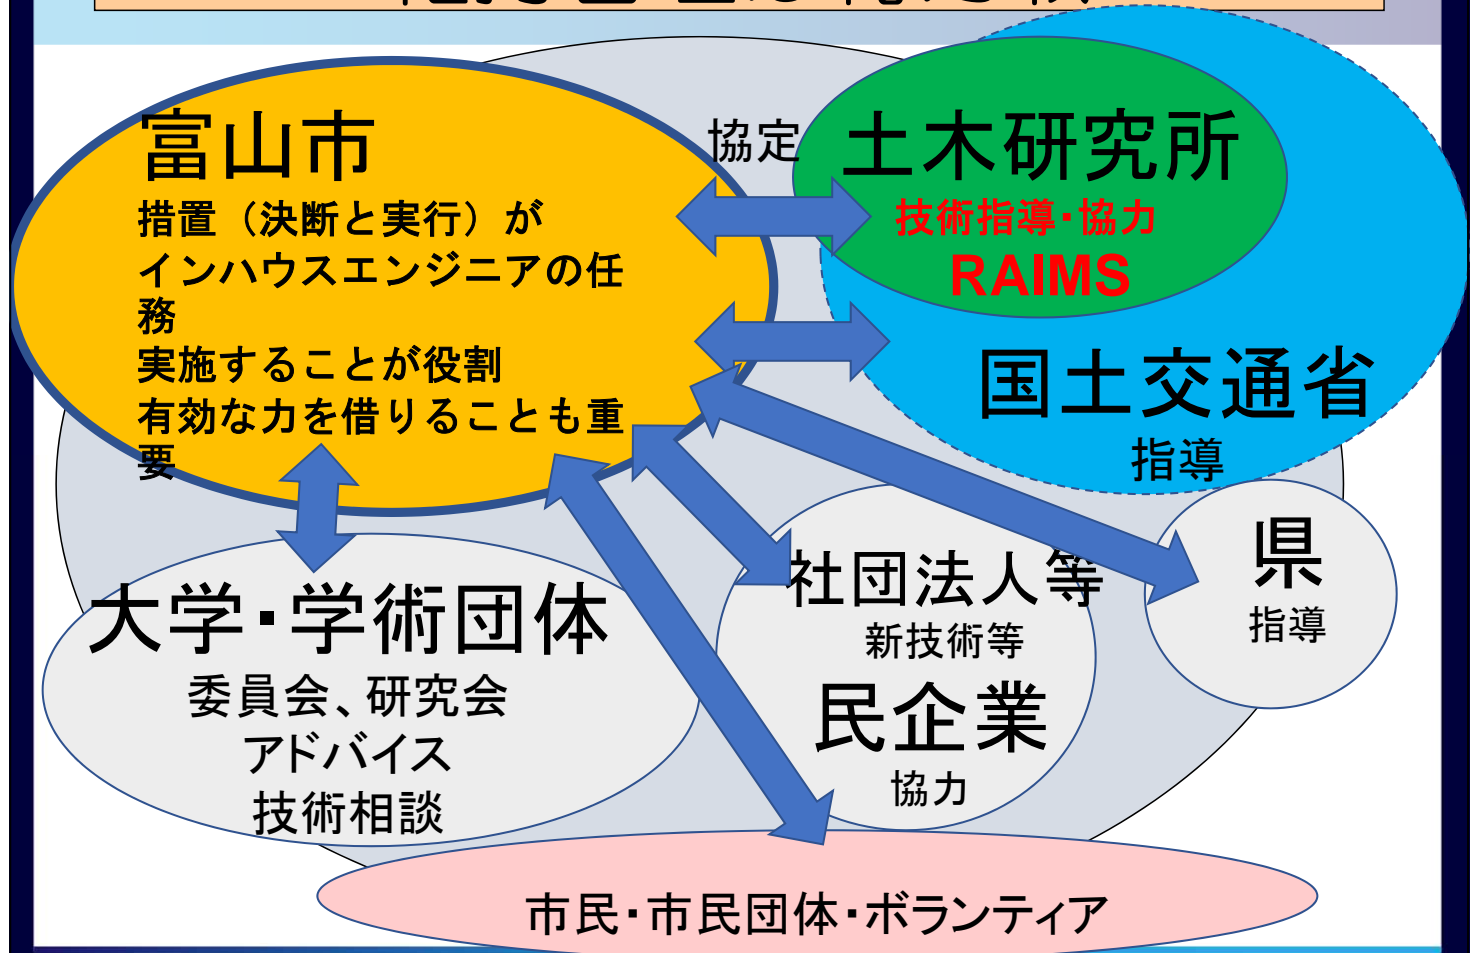 富山市
措置（決断と実行）が
インハウスエンジニアの任
務
実施することが役割
有効な力を借りることも重
要
協定
土木研究所
技術指導・協力
RAIMS
国土交通省
指導
県
指導
社団法人等
新技術等
民企業
協力
大学・学術団体
委員会、研究会
アドバイス
技術相談
市民・市民団体・ボランティア